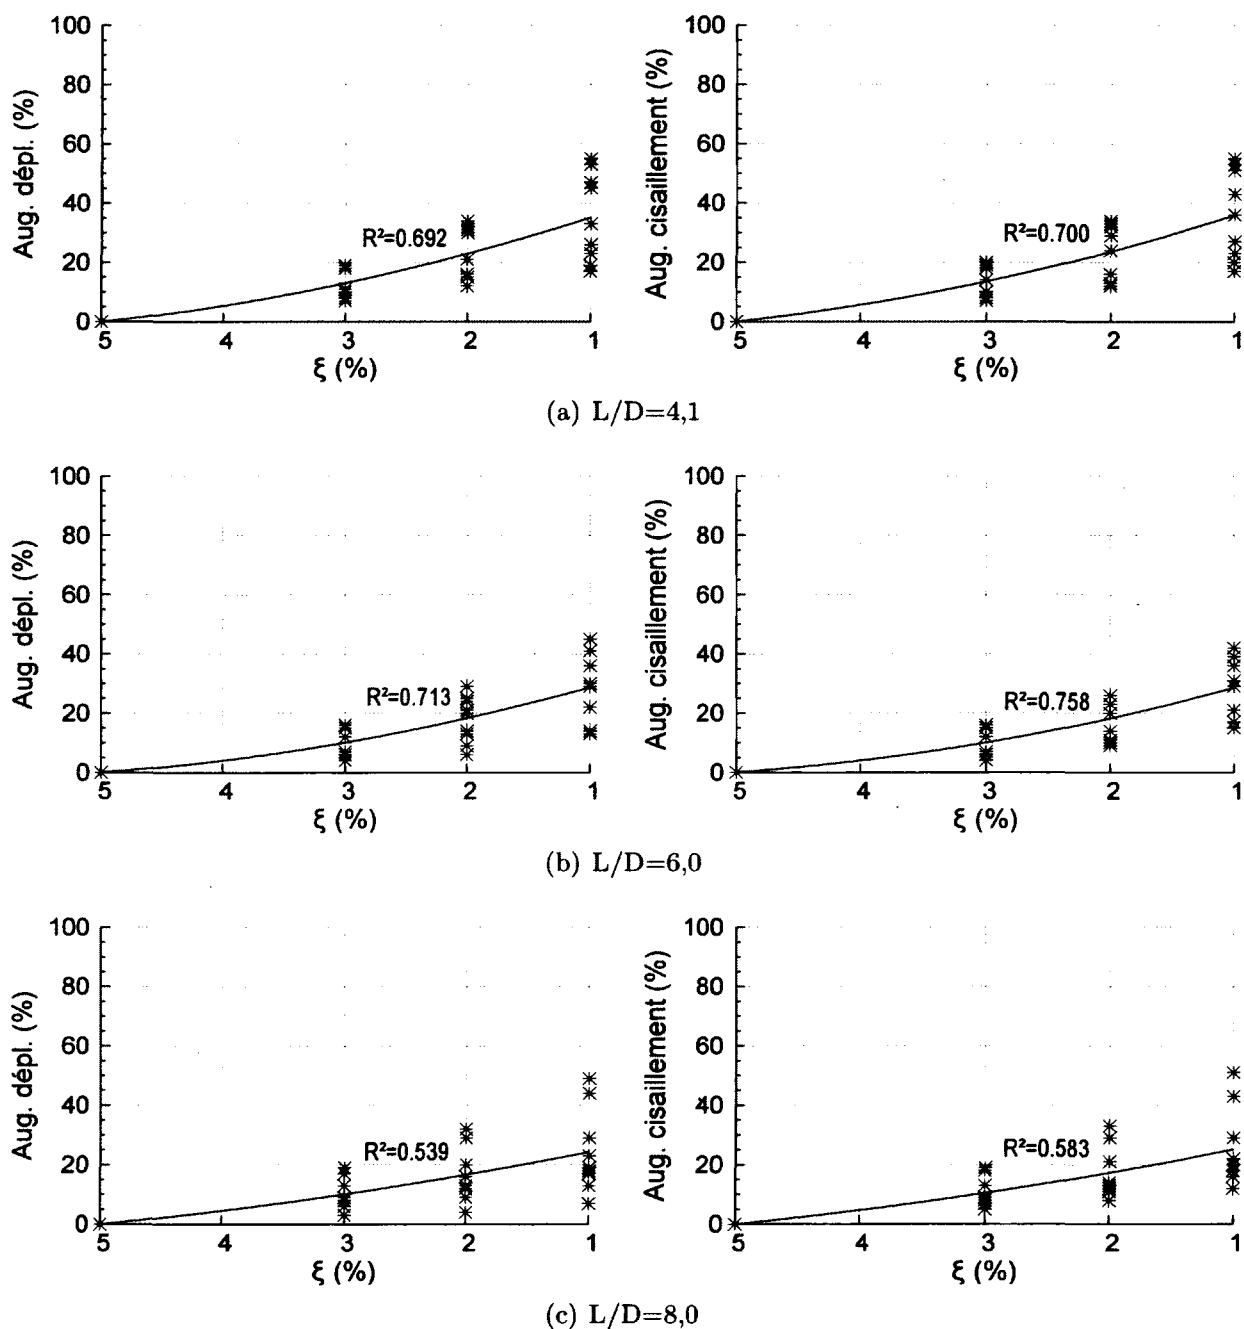 100
80
60
40
20
0
Aug. dépl. (%)
R²=0.692
5 4 3 2 1
ξ (%)
100
80
60
40
20
0
Aug. cisaillement (%)
R²=0.700
5 4 3 2 1
ξ (%)
(a) L/D=4,1
100
80
60
40
20
0
Aug. dépl. (%)
R²=0.713
5 4 3 2 1
ξ (%)
100
80
60
40
20
0
Aug. cisaillement (%)
R²=0.758
5 4 3 2 1
ξ (%)
(b) L/D=6,0
100
80
60
40
20
0
Aug. dépl. (%)
R²=0.539
5 4 3 2 1
ξ (%)
100
80
60
40
20
0
Aug. cisaillement (%)
R²=0.583
5 4 3 2 1
ξ (%)
(c) L/D=8,0